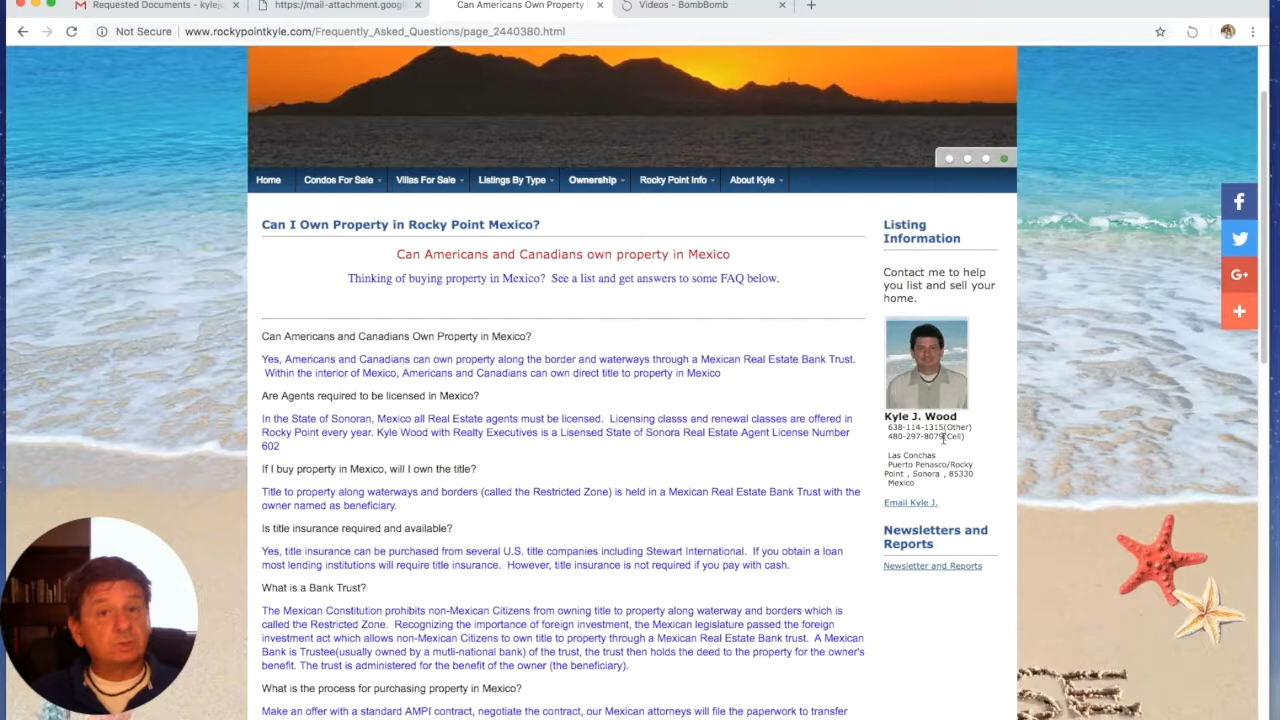 Requested Documents - kylej
https://mail-attachment.googl
Can Americans Own Property
Videos - BombBomb
Not Secure
www.rockypointkyle.com/Frequently_Asked_Questions/page_2440380.html
Home
Condos For Sale
Villas For Sale
Listings By Type
Ownership
Rocky Point Info
About Kyle
Can I Own Property in Rocky Point Mexico?
Can Americans and Canadians own property in Mexico
Thinking of buying property in Mexico? See a list and get answers to some FAQ below.
Can Americans and Canadians Own Property in Mexico?
Yes, Americans and Canadians can own property along the border and waterways through a Mexican Real Estate Bank Trust.
Within the interior of Mexico, Americans and Canadians can own direct title to property in Mexico
Are Agents required to be licensed in Mexico?
In the State of Sonoran, Mexico all Real Estate agents must be licensed. Licensing classs and renewal classes are offered in
Rocky Point every year. Kyle Wood with Realty Executives is a Lisensed State of Sonora Real Estate Agent License Number
602
If I buy property in Mexico, will I own the title?
Title to property along waterways and borders (called the Restricted Zone) is held in a Mexican Real Estate Bank Trust with the
owner named as beneficiary.
Is title insurance required and available?
Yes, title insurance can be purchased from several U.S. title companies including Stewart International. If you obtain a loan
most lending institutions will require title insurance. However, title insurance is not required if you pay with cash.
What is a Bank Trust?
The Mexican Constitution prohibits non-Mexican Citizens from owning title to property along waterway and borders which is
called the Restricted Zone. Recognizing the importance of foreign investment, the Mexican legislature passed the foreign
investment act which allows non-Mexican Citizens to own title to property through a Mexican Real Estate Bank trust. A Mexican
Bank is Trustee(usually owned by a mutli-national bank) of the trust, the trust then holds the deed to the property for the owner's
benefit. The trust is administered for the benefit of the owner (the beneficiary).
What is the process for purchasing property in Mexico?
Make an offer with a standard AMPI contract, negotiate the contract, our Mexican attorneys will file the paperwork to transfer
Listing
Information
Contact me to help
you list and sell your
home.
Kyle J. Wood
638-114-1315(Other)
480-297-8079(Cell)
Las Conchas
Puerto Penasco/Rocky
Point , Sonora , 85330
Mexico
Email Kyle J.
Newsletters and
Reports
Newsletter and Reports
f
G+